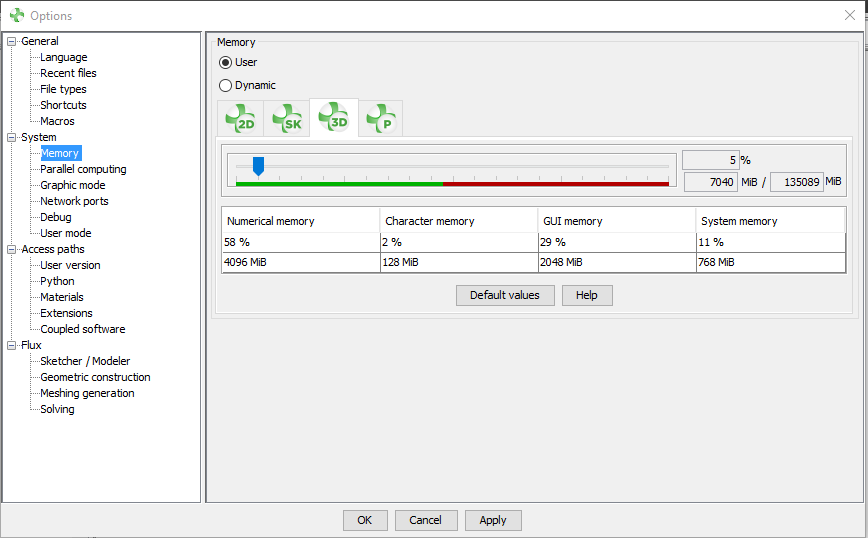 Options
General
Language
Recent files
File types
Shortcuts
Macros
System
Memory
Parallel computing
Graphic mode
Network ports
Debug
User mode
Access paths
User version
Python
Materials
Extensions
Coupled software
Flux
Sketcher / Modeler
Geometric construction
Meshing generation
Solving
Memory
User
Dynamic
2D SK 3D P
5 %
7040 MiB / 135089 MiB
Numerical memory Character memory GUI memory System memory
58 % 2 % 29 % 11 %
4096 MiB 128 MiB 2048 MiB 768 MiB
Default values Help
OK Cancel Apply